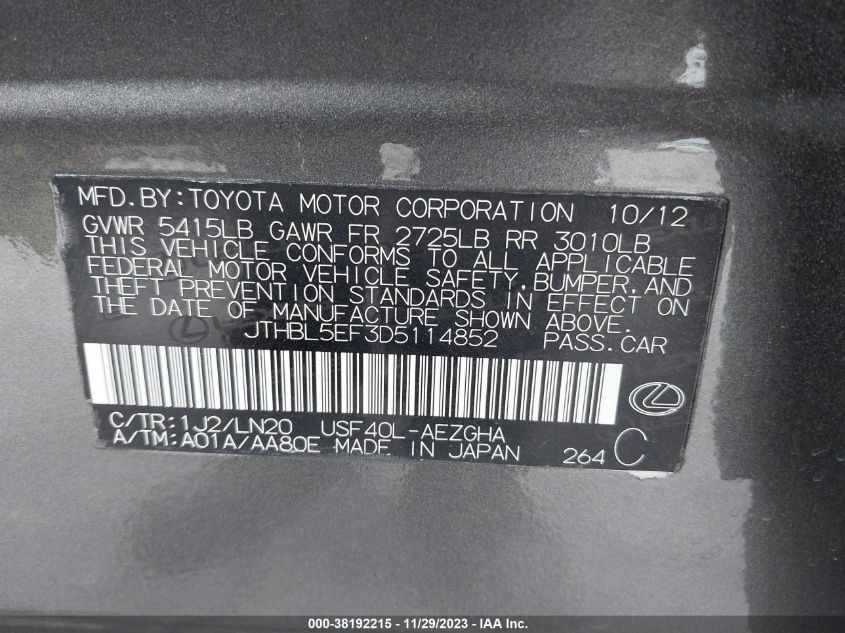 MFD.BY:TOYOTA MOTOR CORPORATION 10/12
GVWR 5415LB GAWR FR 2725LB RR 3010LB
THIS VEHICLE CONFORMS TO ALL APPLICABLE
FEDERAL MOTOR VEHICLE SAFETY,BUMPER,AND
THEFT PREVENTION STANDARDS IN EFFECT ON
THE DATE OF MANUFACTURE SHOWN ABOVE.
JTHBL5EF3D5114852 PASS.CAR
C/TR:1J2/LN20 USF40L-AEZGHA
A/TM:A01A/AA80E MADE IN JAPAN 264 C
000-38192215 - 11/29/2023 - IAA Inc.